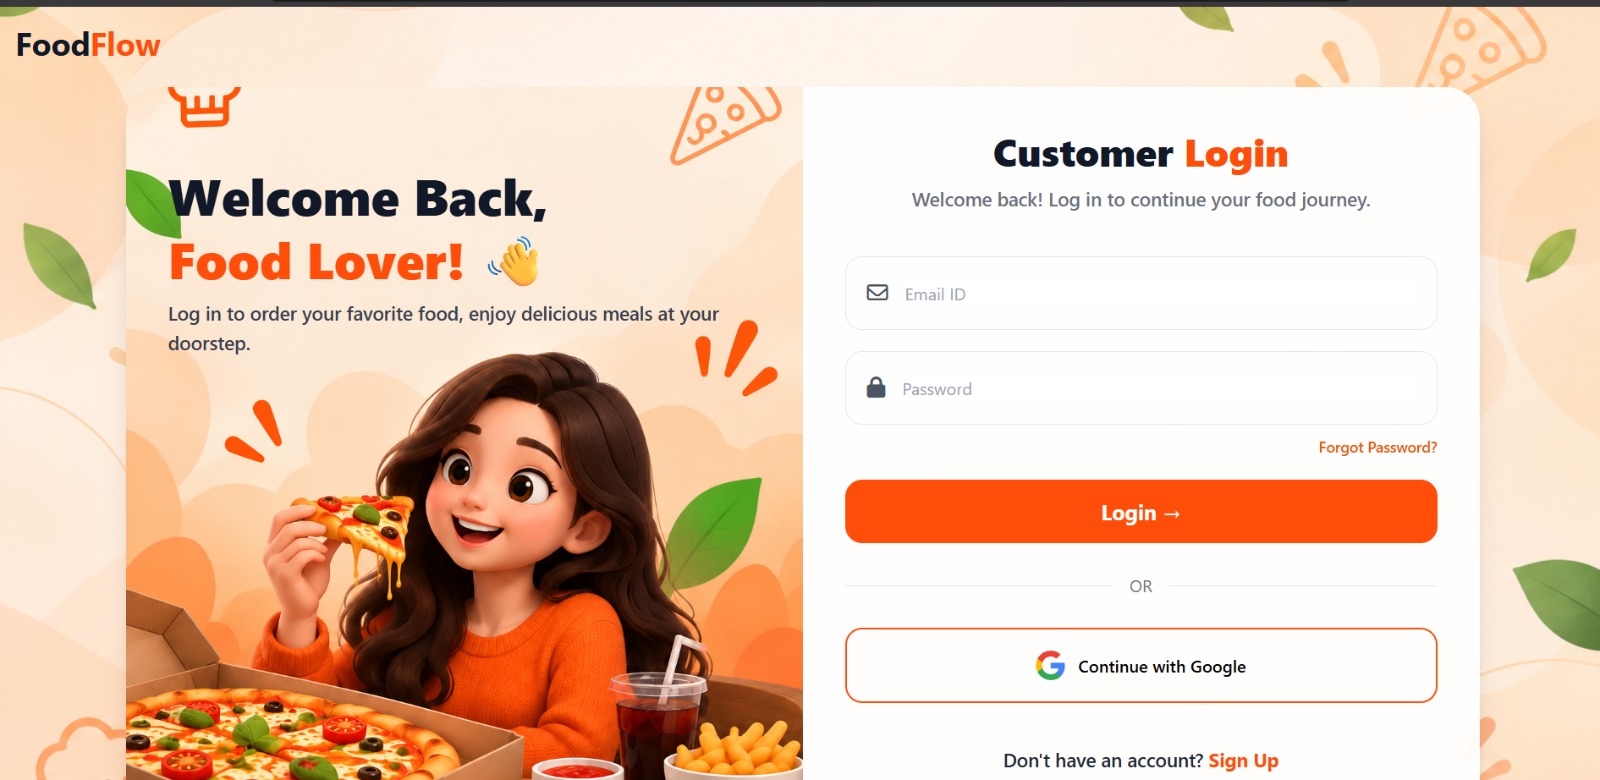 FoodFlow
Welcome Back,
Food Lover!
Log in to order your favorite food, enjoy delicious meals at your
doorstep.
Customer Login
Welcome back! Log in to continue your food journey.
Email ID
Password
Forgot Password?
Login →
OR
Continue with Google
Don't have an account? Sign Up